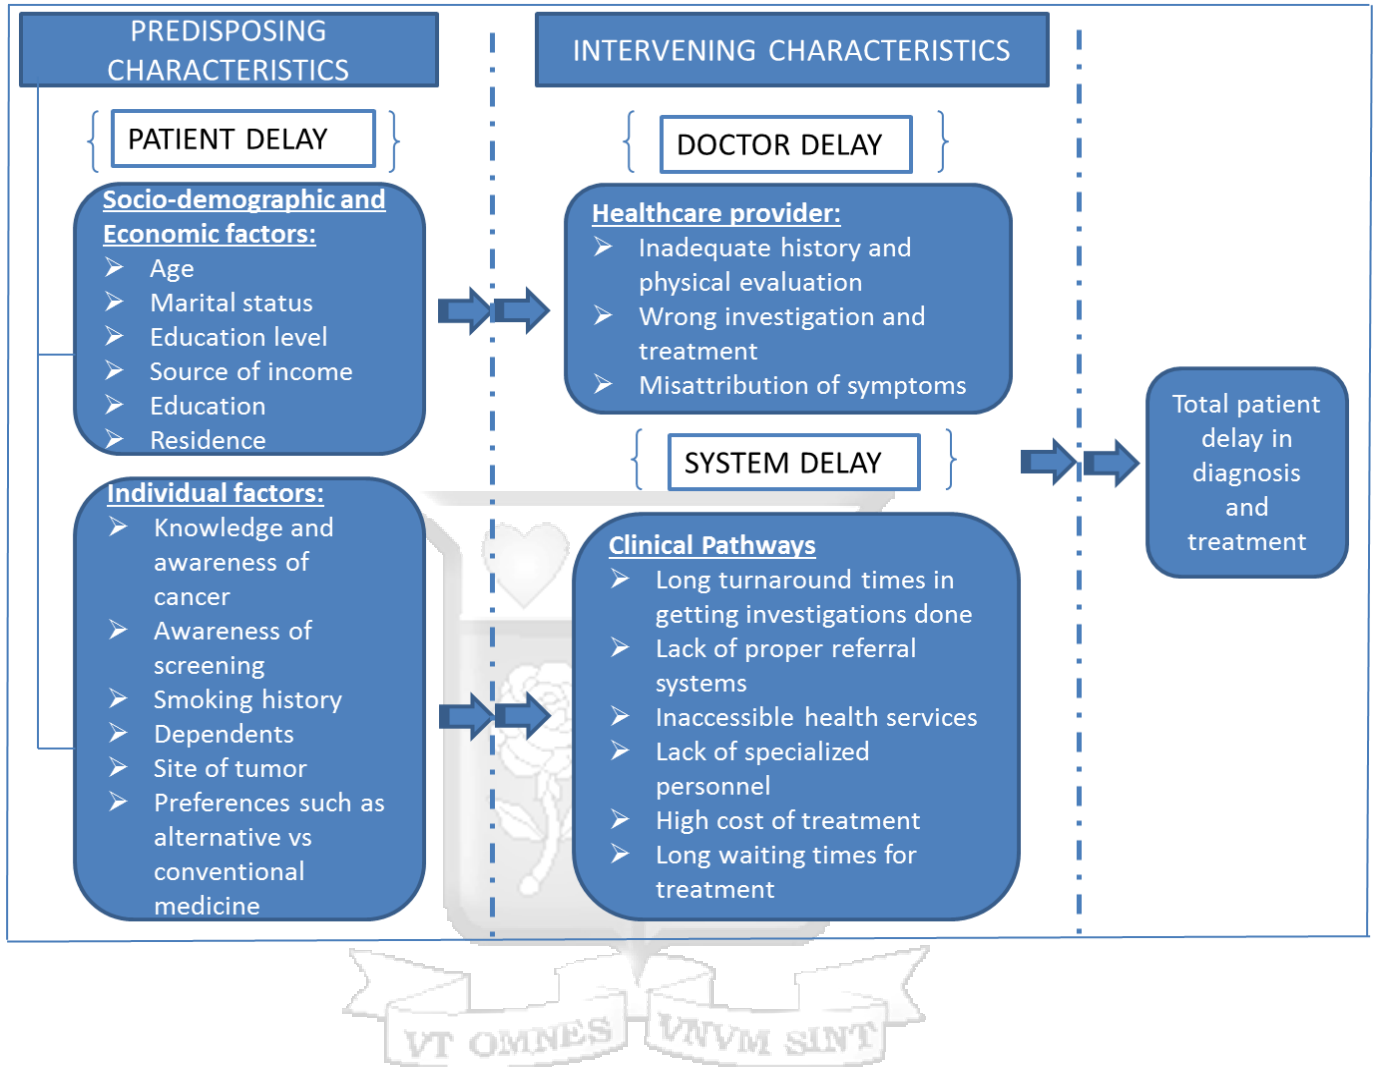 PREDISPOSING
CHARACTERISTICS
PATIENT DELAY
Socio-demographic and
Economic factors:
➢ Age
➢ Marital status
➢ Education level
➢ Source of income
➢ Education
➢ Residence
Individual factors:
➢ Knowledge and
awareness of
cancer
➢ Awareness of
screening
➢ Smoking history
➢ Dependents
➢ Site of tumor
➢ Preferences such as
alternative vs
conventional
medicine
INTERVENING CHARACTERISTICS
DOCTOR DELAY
Healthcare provider:
➢ Inadequate history and
physical evaluation
➢ Wrong investigation and
treatment
➢ Misattribution of symptoms
SYSTEM DELAY
Clinical Pathways
➢ Long turnaround times in
getting investigations done
➢ Lack of proper referral
systems
➢ Inaccessible health services
➢ Lack of specialized
personnel
➢ High cost of treatment
➢ Long waiting times for
treatment
Total patient
delay in
diagnosis
and
treatment
VT OMNES VNVM SINT